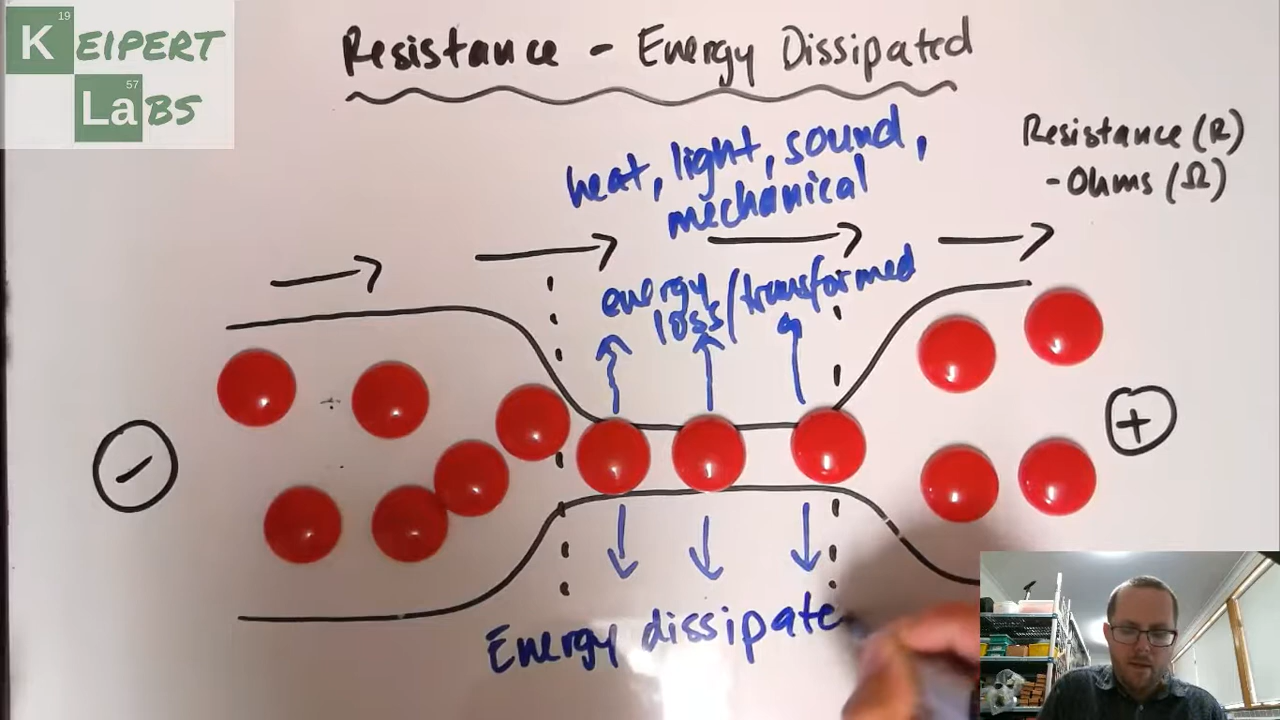 19
KEIPERT
57
LaBS
Resistance - Energy Dissipated
heat, light, sound,
mechanical
Resistance (R)
- Ohms (Ω)
energy
loss/transformed
-
+
Energy dissipate